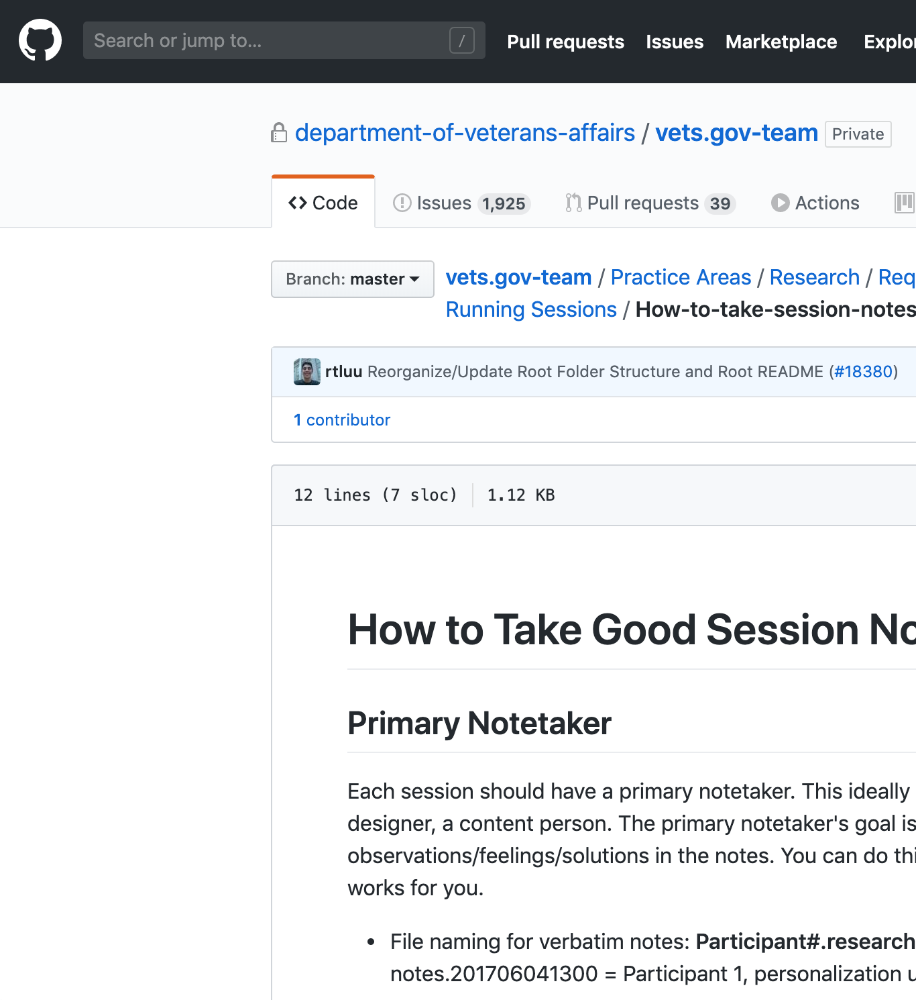 Search or jump to... /
Pull requests Issues Marketplace Explo
department-of-veterans-affairs / vets.gov-team Private
Code Issues 1,925 Pull requests 39 Actions
Branch: master vets.gov-team / Practice Areas / Research / Req
Running Sessions / How-to-take-session-notes
rtluu Reorganize/Update Root Folder Structure and Root README (#18380)
1 contributor
12 lines (7 sloc) 1.12 KB
How to Take Good Session No
Primary Notetaker
Each session should have a primary notetaker. This ideally
designer, a content person. The primary notetaker's goal is
observations/feelings/solutions in the notes. You can do thi
works for you.
• File naming for verbatim notes: Participant#.research
notes.201706041300 = Participant 1, personalization u